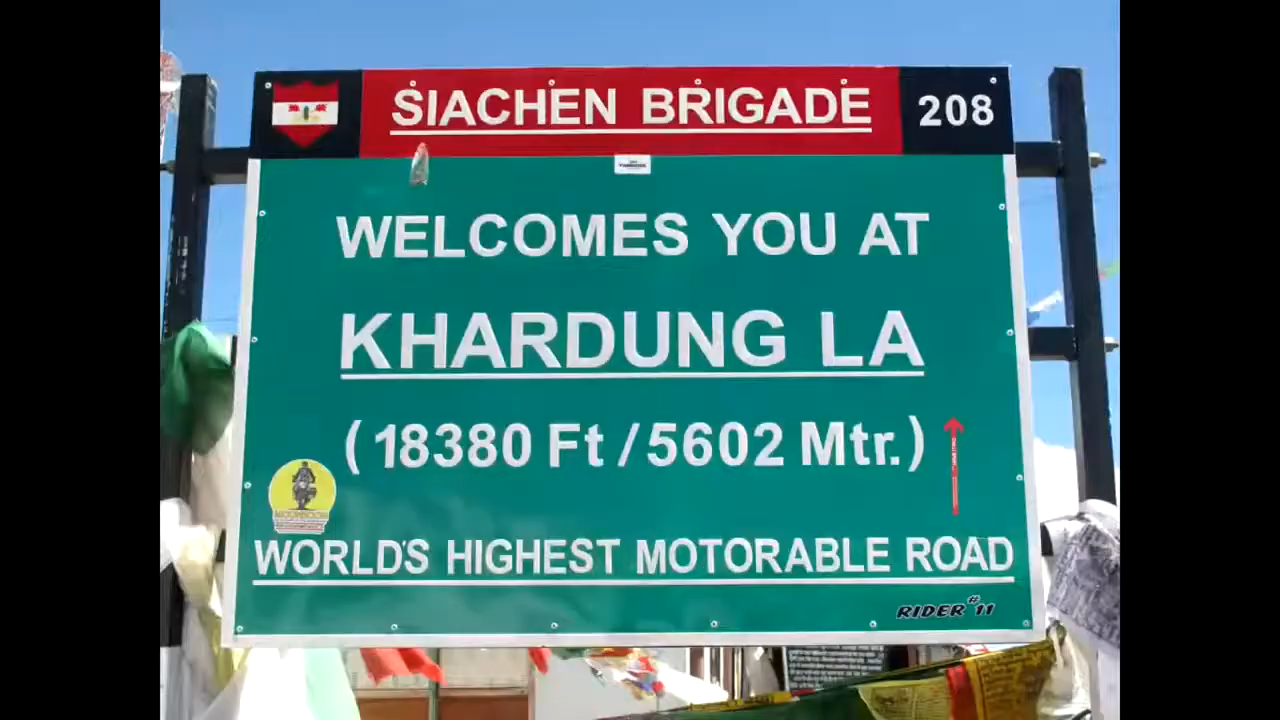 SIACHEN BRIGADE 208
WELCOMES YOU AT
KHARDUNG LA
(18380 Ft / 5602 Mtr.)
WORLD'S HIGHEST MOTORABLE ROAD
RIDER # 11